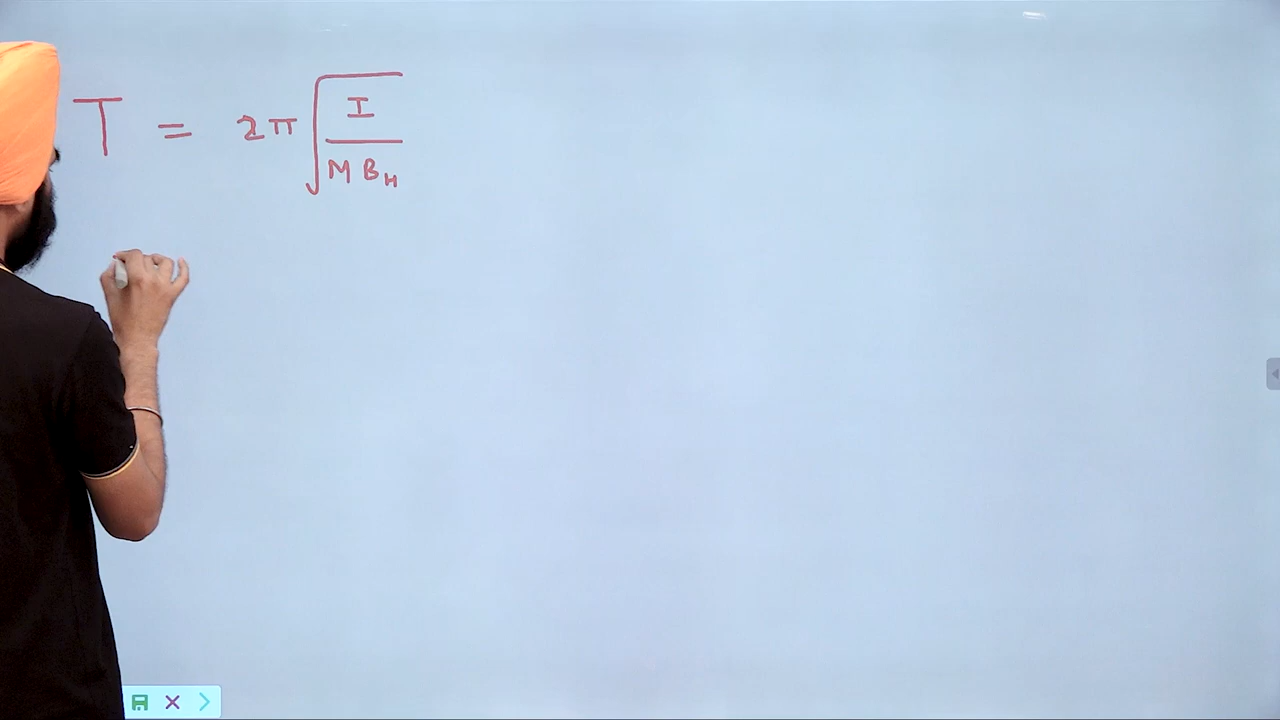 T = 2π√(I/(M B_H))